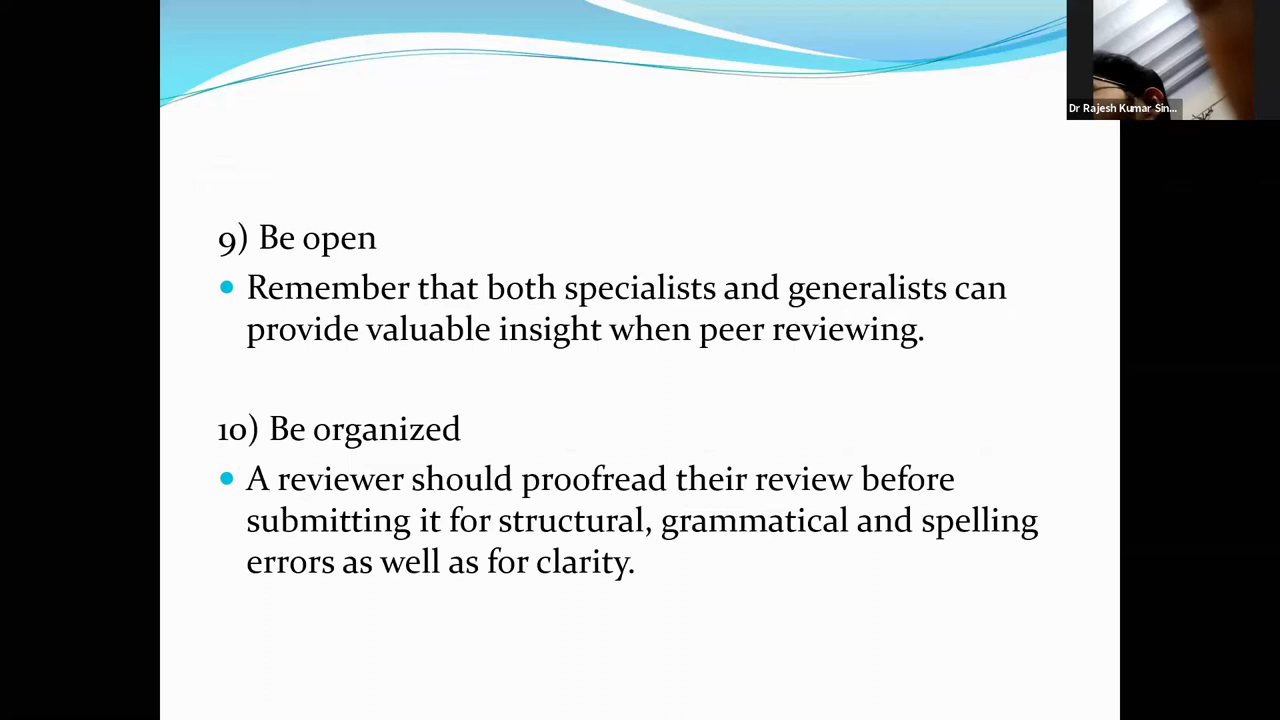 Dr Rajesh Kumar Sin...
9) Be open
Remember that both specialists and generalists can
provide valuable insight when peer reviewing.
10) Be organized
A reviewer should proofread their review before
submitting it for structural, grammatical and spelling
errors as well as for clarity.